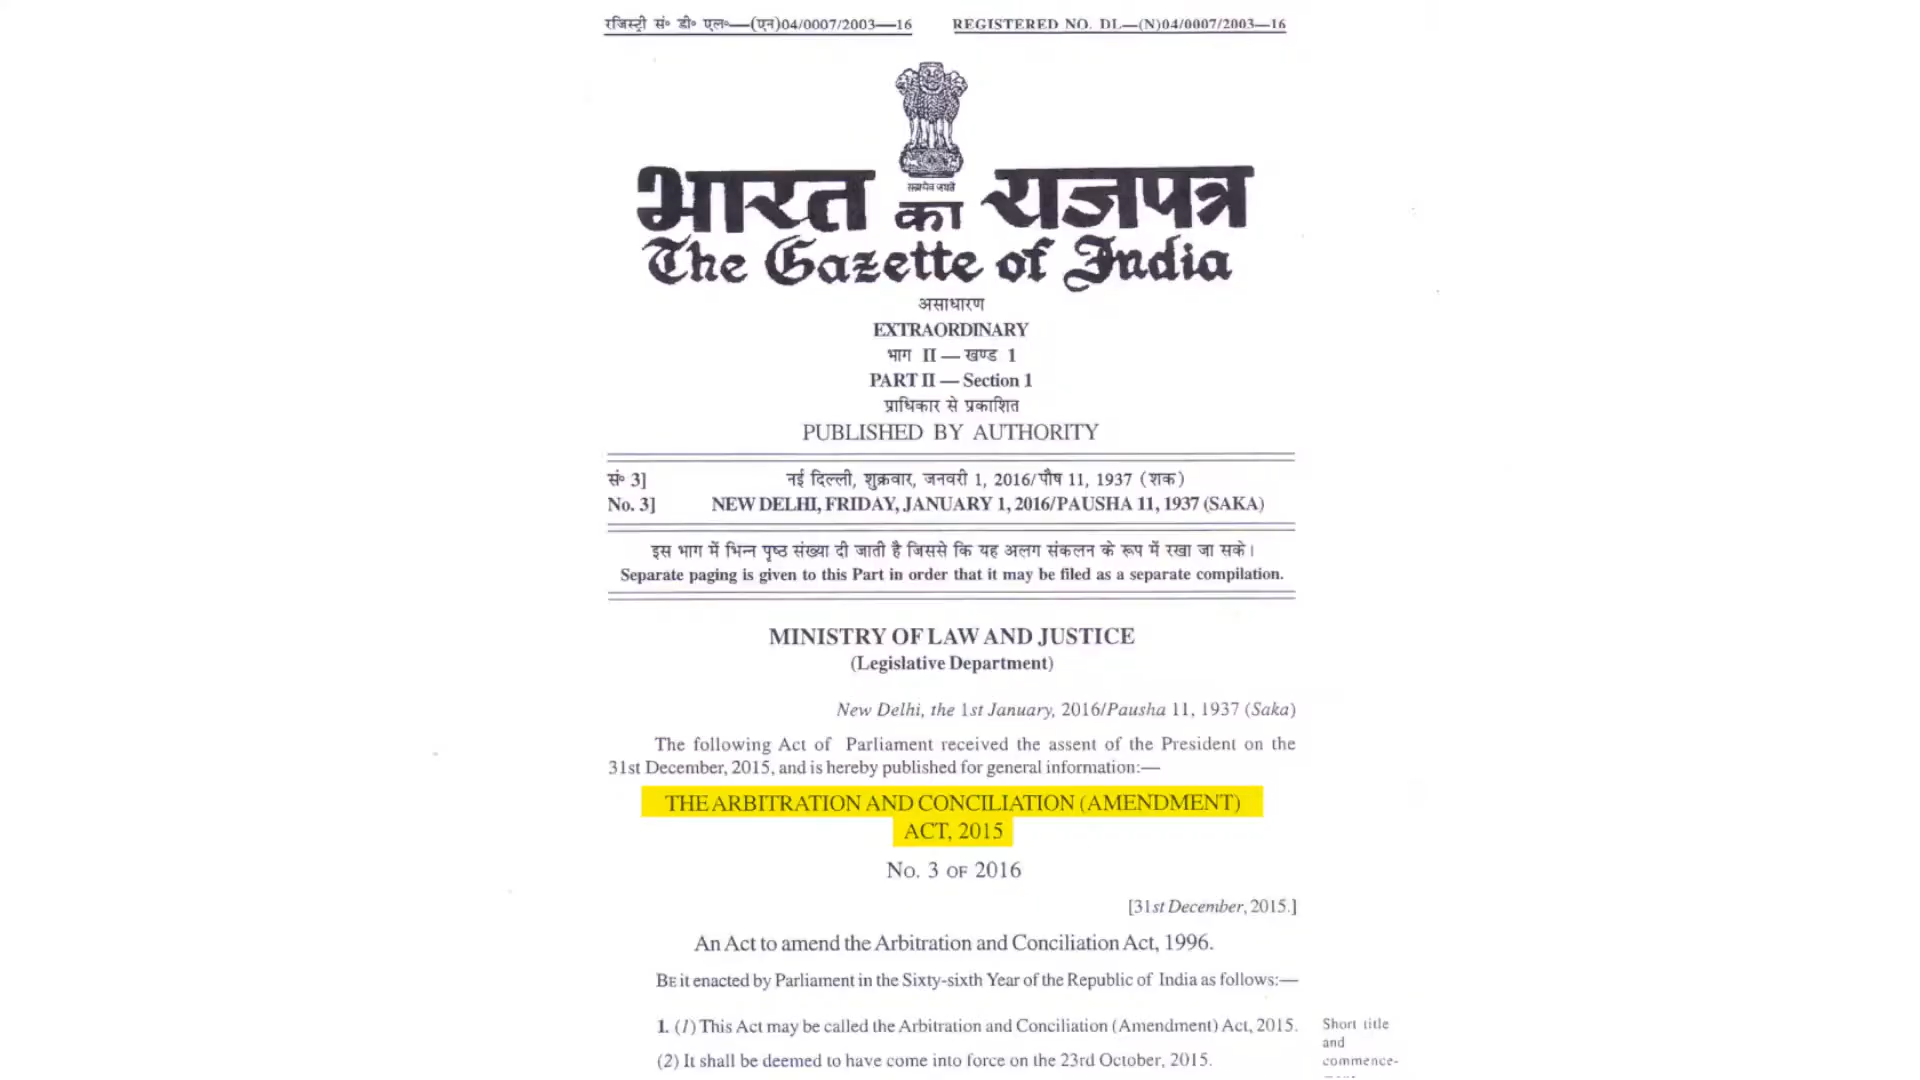 रजिस्ट्री सं॰ डी॰ एल॰—(एन)04/0007/2003—16
REGISTERED NO. DL—(N)04/0007/2003—16
सत्यमेव जयते
भारत का राजपत्र
The Gazette of India
असाधारण
EXTRAORDINARY
भाग II — खण्ड 1
PART II — Section 1
प्राधिकार से प्रकाशित
PUBLISHED BY AUTHORITY
सं॰ 3] नई दिल्ली, शुक्रवार, जनवरी 1, 2016/पौष 11, 1937 (शक)
No. 3] NEW DELHI, FRIDAY, JANUARY 1, 2016/PAUSHA 11, 1937 (SAKA)
इस भाग में भिन्न पृष्ठ संख्या दी जाती है जिससे कि यह अलग संकलन के रूप में रखा जा सके।
Separate paging is given to this Part in order that it may be filed as a separate compilation.
MINISTRY OF LAW AND JUSTICE
(Legislative Department)
New Delhi, the 1st January, 2016/Pausha 11, 1937 (Saka)
The following Act of Parliament received the assent of the President on the
31st December, 2015, and is hereby published for general information:—
THE ARBITRATION AND CONCILIATION (AMENDMENT)
ACT, 2015
No. 3 OF 2016
[31st December, 2015.]
An Act to amend the Arbitration and Conciliation Act, 1996.
BE it enacted by Parliament in the Sixty-sixth Year of the Republic of India as follows:—
1. (1) This Act may be called the Arbitration and Conciliation (Amendment) Act, 2015.
Short title
and
commence-
(2) It shall be deemed to have come into force on the 23rd October, 2015.